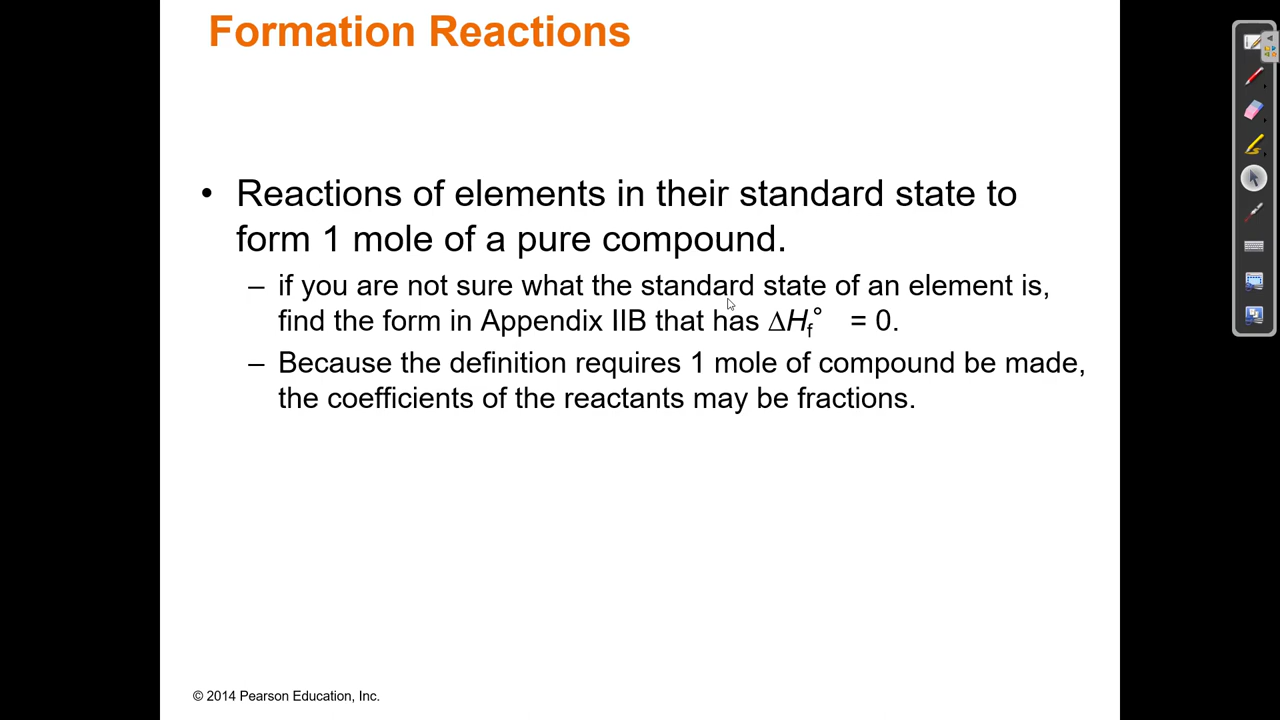 Formation Reactions
• Reactions of elements in their standard state to
form 1 mole of a pure compound.
– if you are not sure what the standard state of an element is,
find the form in Appendix IIB that has ΔHf° = 0.
– Because the definition requires 1 mole of compound be made,
the coefficients of the reactants may be fractions.
© 2014 Pearson Education, Inc.